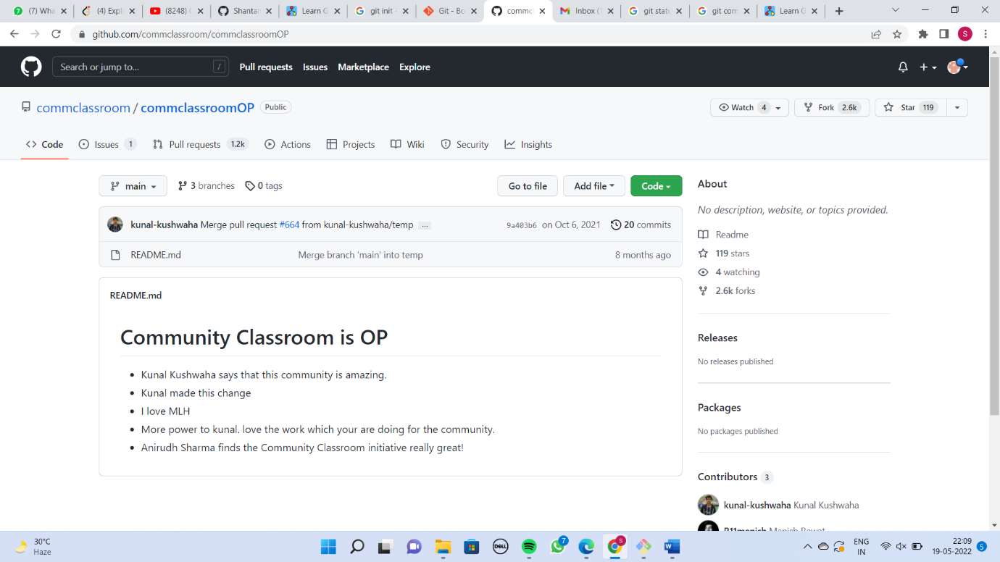 (7) Wha
(4) Expl
(8248) C
Shantar
Learn G
git init -
Git - Bo
commc
Inbox (1
git statu
git com
Learn G
github.com/commclassroom/commclassroomOP
S
Search or jump to... /
Pull requests Issues Marketplace Explore
commclassroom / commclassroomOP Public
Watch 4 Fork 2.6k Star 119
Code Issues 1 Pull requests 1.2k Actions Projects Wiki Security Insights
main 3 branches 0 tags Go to file Add file Code
kunal-kushwaha Merge pull request #664 from kunal-kushwaha/temp ... 9a403b6 on Oct 6, 2021 20 commits
README.md Merge branch 'main' into temp 8 months ago
README.md
Community Classroom is OP
• Kunal Kushwaha says that this community is amazing.
• Kunal made this change
• I love MLH
• More power to kunal. love the work which your are doing for the community.
• Anirudh Sharma finds the Community Classroom initiative really great!
About
No description, website, or topics provided.
Readme
119 stars
4 watching
2.6k forks
Releases
No releases published
Packages
No packages published
Contributors 3
kunal-kushwaha Kunal Kushwaha
30°C
Haze
DELL
7
S
W
ENG
IN
22:09
19-05-2022
5